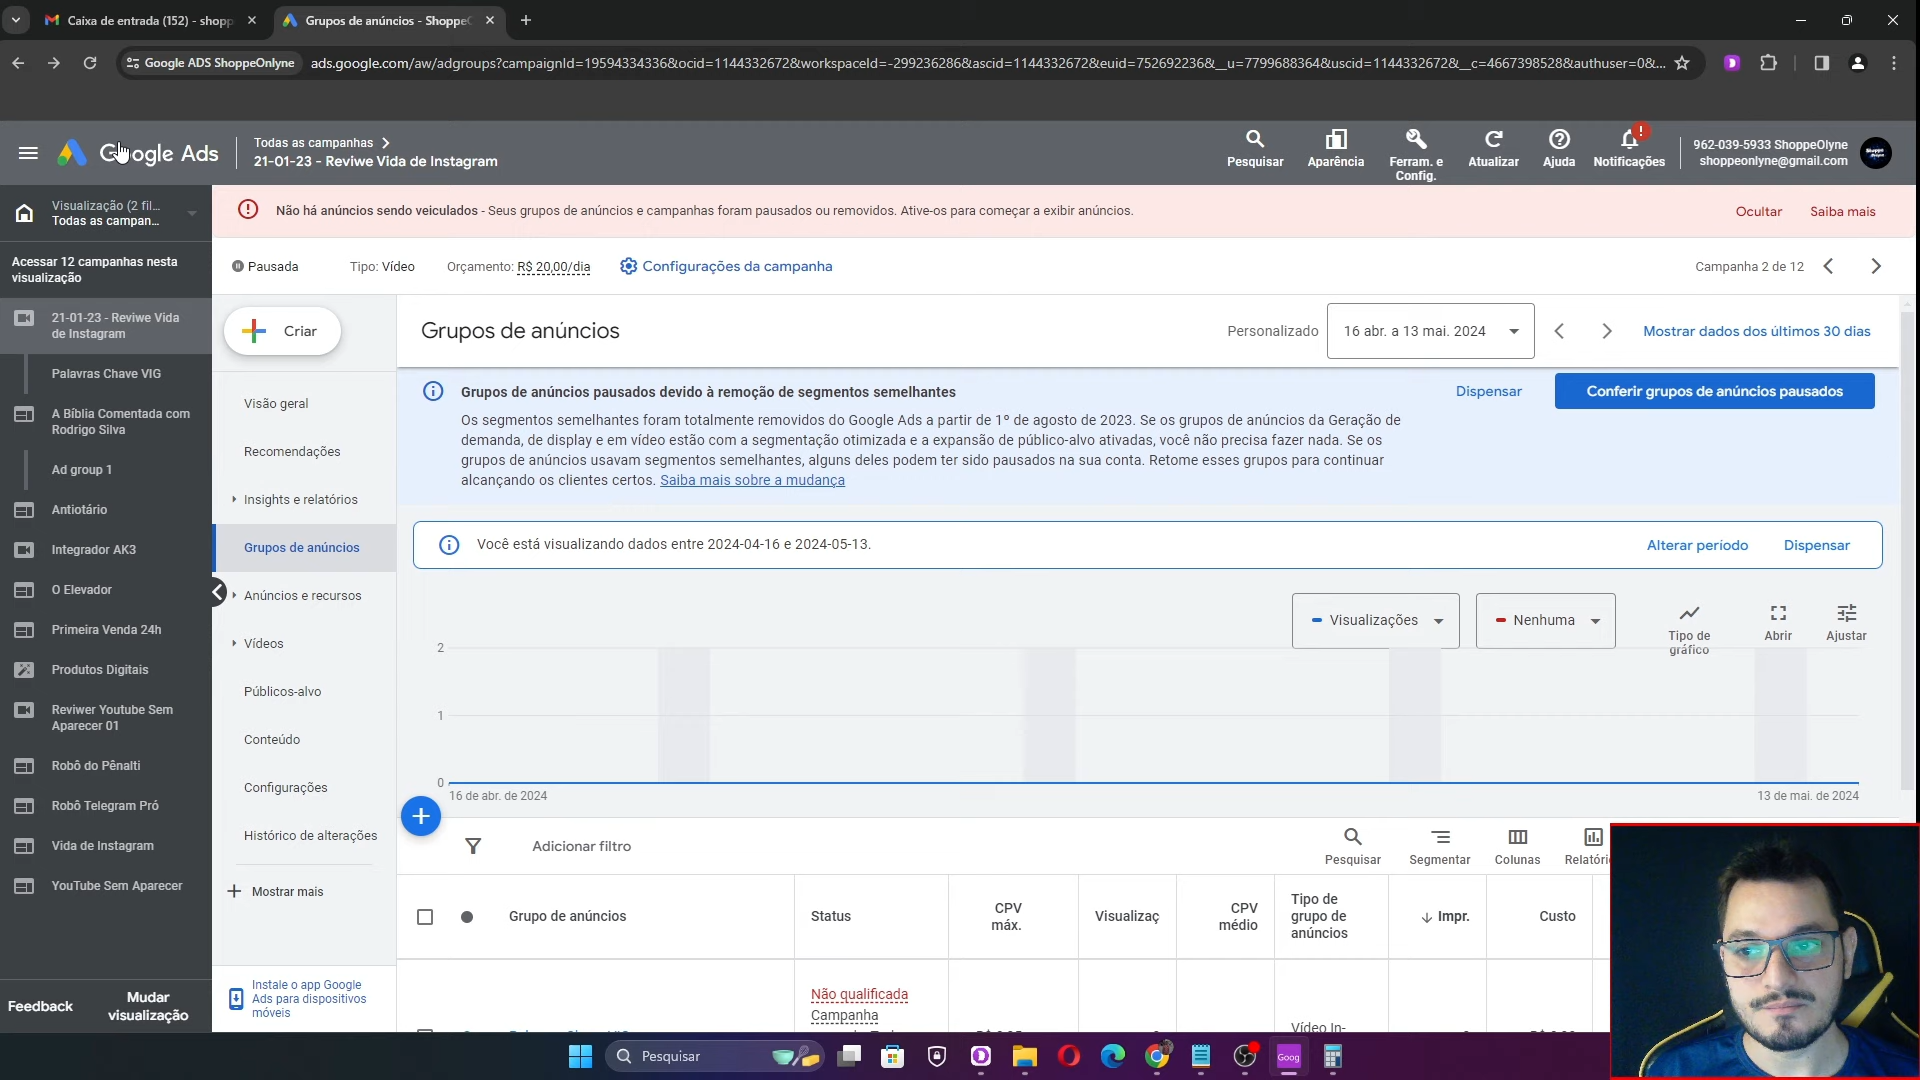 Caixa de entrada (152) - shopp
Grupos de anúncios - ShoppeO
Google ADS ShoppeOnlyne
ads.google.com/aw/adgroups?campaignId=19594334336&ocid=1144332672&workspaceId=-299236286&ascid=1144332672&euid=752692236&__u=7799688364&uscid=1144332672&__c=4667398528&authuser=0&...
Google Ads
Todas as campanhas
21-01-23 - Reviwe Vida de Instagram
Pesquisar
Aparência
Ferram. e
Config.
Atualizar
Ajuda
Notificações
962-039-5933 ShoppeOlyne
shoppeonlyne@gmail.com
Visualização (2 fil...
Todas as campan...
Não há anúncios sendo veiculados - Seus grupos de anúncios e campanhas foram pausados ou removidos. Ative-os para começar a exibir anúncios.
Ocultar
Saiba mais
Acessar 12 campanhas nesta
visualização
Pausada
Tipo: Vídeo
Orçamento: R$ 20,00/dia
Configurações da campanha
Campanha 2 de 12
21-01-23 - Reviwe Vida
de Instagram
Palavras Chave VIG
A Bíblia Comentada com
Rodrigo Silva
Ad group 1
Antiotário
Integrador AK3
O Elevador
Primeira Venda 24h
Produtos Digitais
Reviwer Youtube Sem
Aparecer 01
Robô do Pênalti
Robô Telegram Pró
Vida de Instagram
YouTube Sem Aparecer
Feedback
Mudar
visualização
Criar
Visão geral
Recomendações
Insights e relatórios
Grupos de anúncios
Anúncios e recursos
Vídeos
Públicos-alvo
Conteúdo
Configurações
Histórico de alterações
Mostrar mais
Instale o app Google
Ads para dispositivos
móveis
Grupos de anúncios
Personalizado
16 abr. a 13 mai. 2024
Mostrar dados dos últimos 30 dias
Grupos de anúncios pausados devido à remoção de segmentos semelhantes
Dispensar
Conferir grupos de anúncios pausados
Os segmentos semelhantes foram totalmente removidos do Google Ads a partir de 1º de agosto de 2023. Se os grupos de anúncios da Geração de
demanda, de display e em vídeo estão com a segmentação otimizada e a expansão de público-alvo ativadas, você não precisa fazer nada. Se os
grupos de anúncios usavam segmentos semelhantes, alguns deles podem ter sido pausados na sua conta. Retome esses grupos para continuar
alcançando os clientes certos. Saiba mais sobre a mudança
Você está visualizando dados entre 2024-04-16 e 2024-05-13.
Alterar período
Dispensar
Visualizações
Nenhuma
Tipo de
gráfico
Abrir
Ajustar
2
1
0
16 de abr. de 2024
13 de mai. de 2024
Adicionar filtro
Pesquisar
Segmentar
Colunas
Relatório
Grupo de anúncios
Status
CPV
máx.
Visualizaç
CPV
médio
Tipo de
grupo de
anúncios
Impr.
Custo
Não qualificada
Campanha
Vídeo In-
Pesquisar
Goog